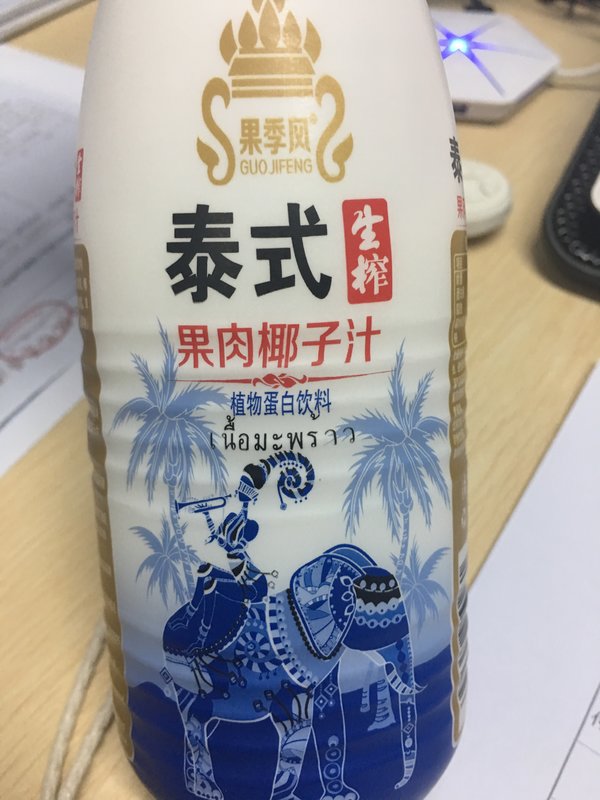 果季风®
GUO JIFENG
泰式
生榨
果肉椰子汁
植物蛋白饮料
เนื้อมะพร้าว